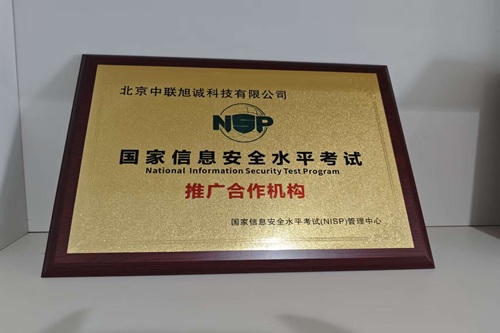 北京中联旭诚科技有限公司
NSP
国家信息安全水平考试
National Information Security Test Program
推广合作机构
国家信息安全水平考试(NISP)管理中心